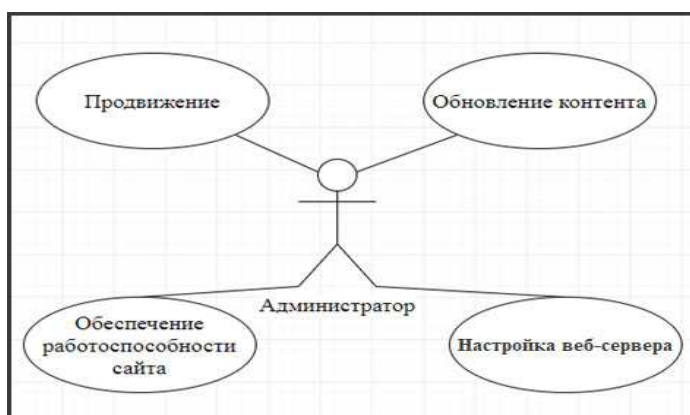 Продвижение
Обновление контента
Администратор
Обеспечение
работоспособности
сайта
Настройка веб-сервера